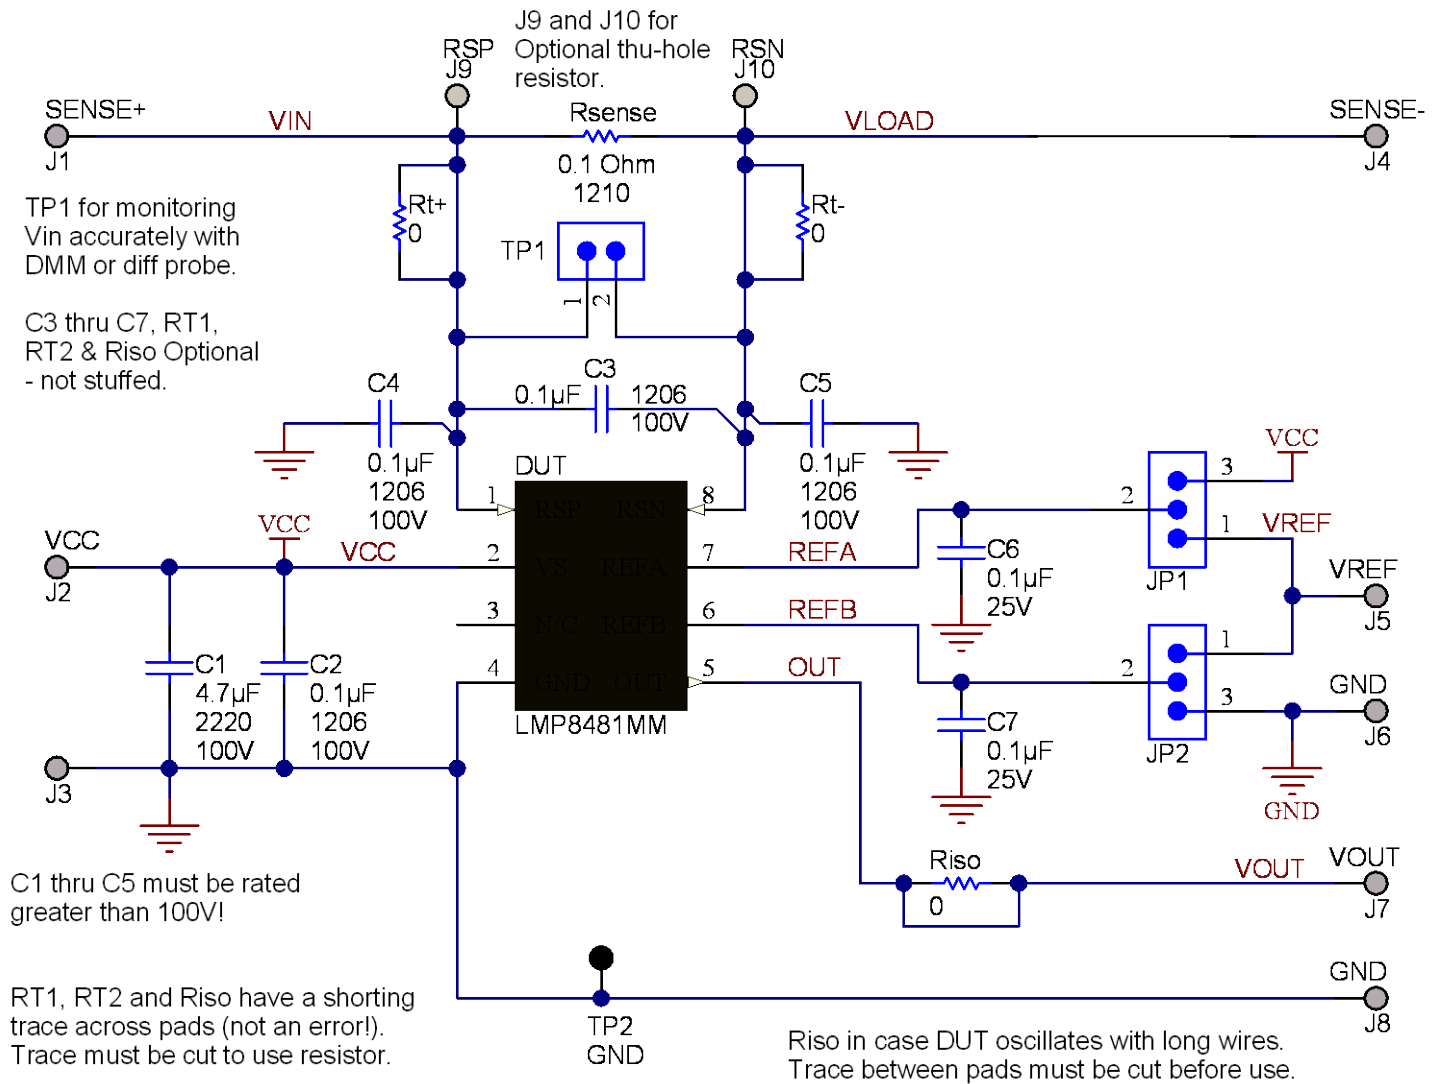 J9 and J10 for
Optional thu-hole
resistor.
RSP
J9
RSN
J10
SENSE+
J1
VIN
Rsense
0.1 Ohm
1210
VLOAD
SENSE-
J4
TP1 for monitoring
Vin accurately with
DMM or diff probe.
Rt+
0
TP1
1
2
Rt-
0
C3 thru C7, RT1,
RT2 & Riso Optional
- not stuffed.
C4
0.1µF
1206
100V
C3
0.1µF
1206
100V
C5
0.1µF
1206
100V
DUT
1
RSP
RSN
8
2
VS
REFA
7
3
N/C
REFB
6
4
GND
OUT
5
LMP8481MM
VCC
J2
VCC
VCC
C1
4.7µF
2220
100V
C2
0.1µF
1206
100V
J3
REFA
REFB
OUT
C6
0.1µF
25V
C7
0.1µF
25V
VCC
3
2
1
VREF
JP1
VREF
J5
1
2
3
JP2
GND
J6
GND
C1 thru C5 must be rated
greater than 100V!
Riso
0
VOUT
VOUT
J7
RT1, RT2 and Riso have a shorting
trace across pads (not an error!).
Trace must be cut to use resistor.
TP2
GND
GND
J8
Riso in case DUT oscillates with long wires.
Trace between pads must be cut before use.